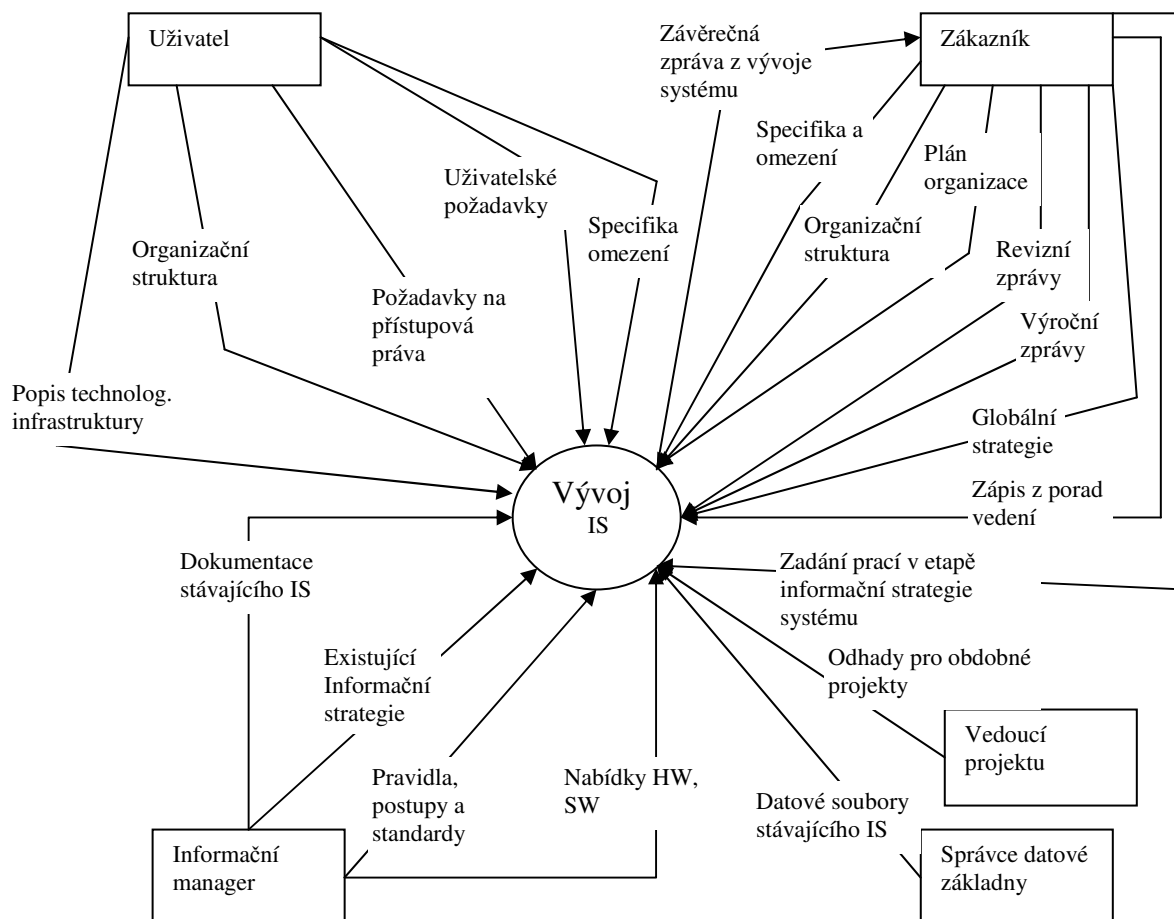 Uživatel
Závěrečná
zpráva z vývoje
systému
Zákazník
Specifika a
omezení
Plán
organizace
Uživatelské
požadavky
Organizační
struktura
Specifika
omezení
Organizační
struktura
Revizní
zprávy
Požadavky na
přístupová
práva
Výroční
zprávy
Popis technolog.
infrastruktury
Globální
strategie
Vývoj
IS
Zápis z porad
vedení
Dokumentace
stávajícího IS
Zadání prací v etapě
informační strategie
systému
Existující
Informační
strategie
Odhady pro obdobné
projekty
Vedoucí
projektu
Pravidla,
postupy a
standardy
Nabídky HW,
SW
Datové soubory
stávajícího IS
Informační
manager
Správce datové
základny